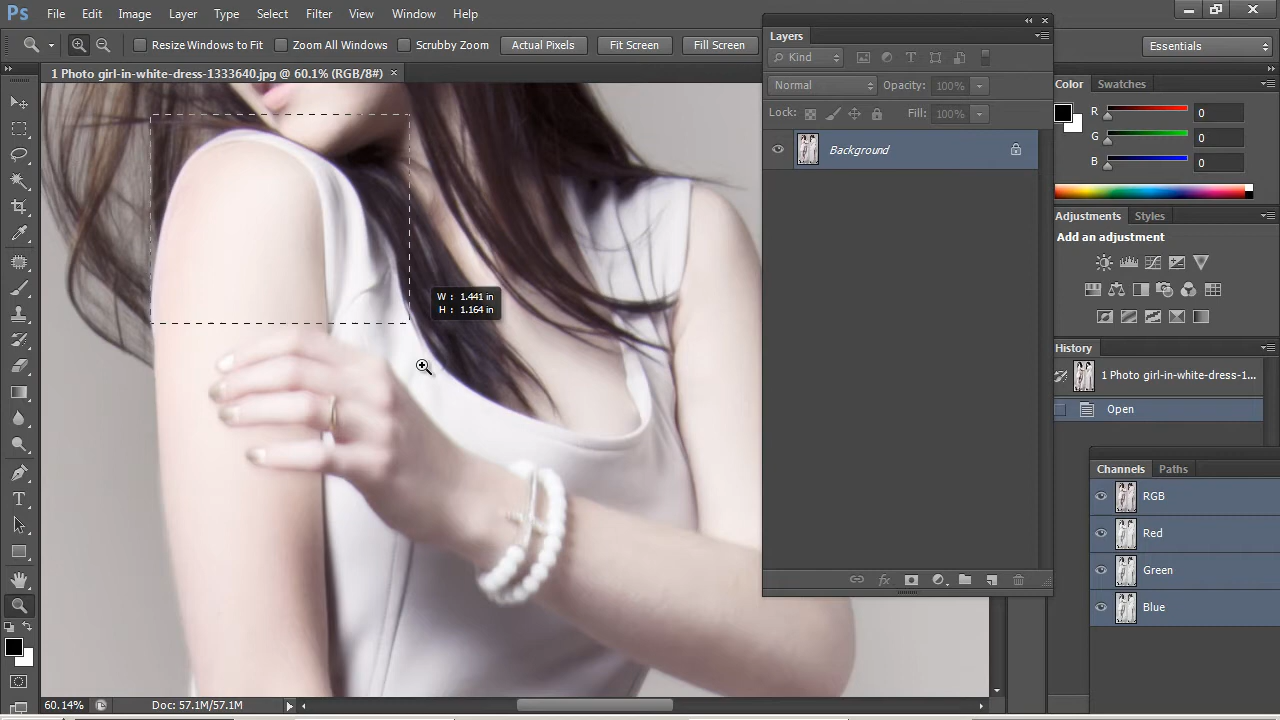 Ps File Edit Image Layer Type Select Filter View Window Help
Resize Windows to Fit Zoom All Windows Scrubby Zoom Actual Pixels Fit Screen Fill Screen Essentials
1 Photo girl-in-white-dress-1333640.jpg @ 60.1% (RGB/8#) ×
Layers
Kind
Normal Opacity: 100%
Lock: Fill: 100%
Background
Color Swatches
R 0
G 0
B 0
Adjustments Styles
Add an adjustment
History
1 Photo girl-in-white-dress-1...
Open
Channels Paths
RGB
Red
Green
Blue
W : 1.441 in
H : 1.164 in
T
60.14% Doc: 57.1M/57.1M